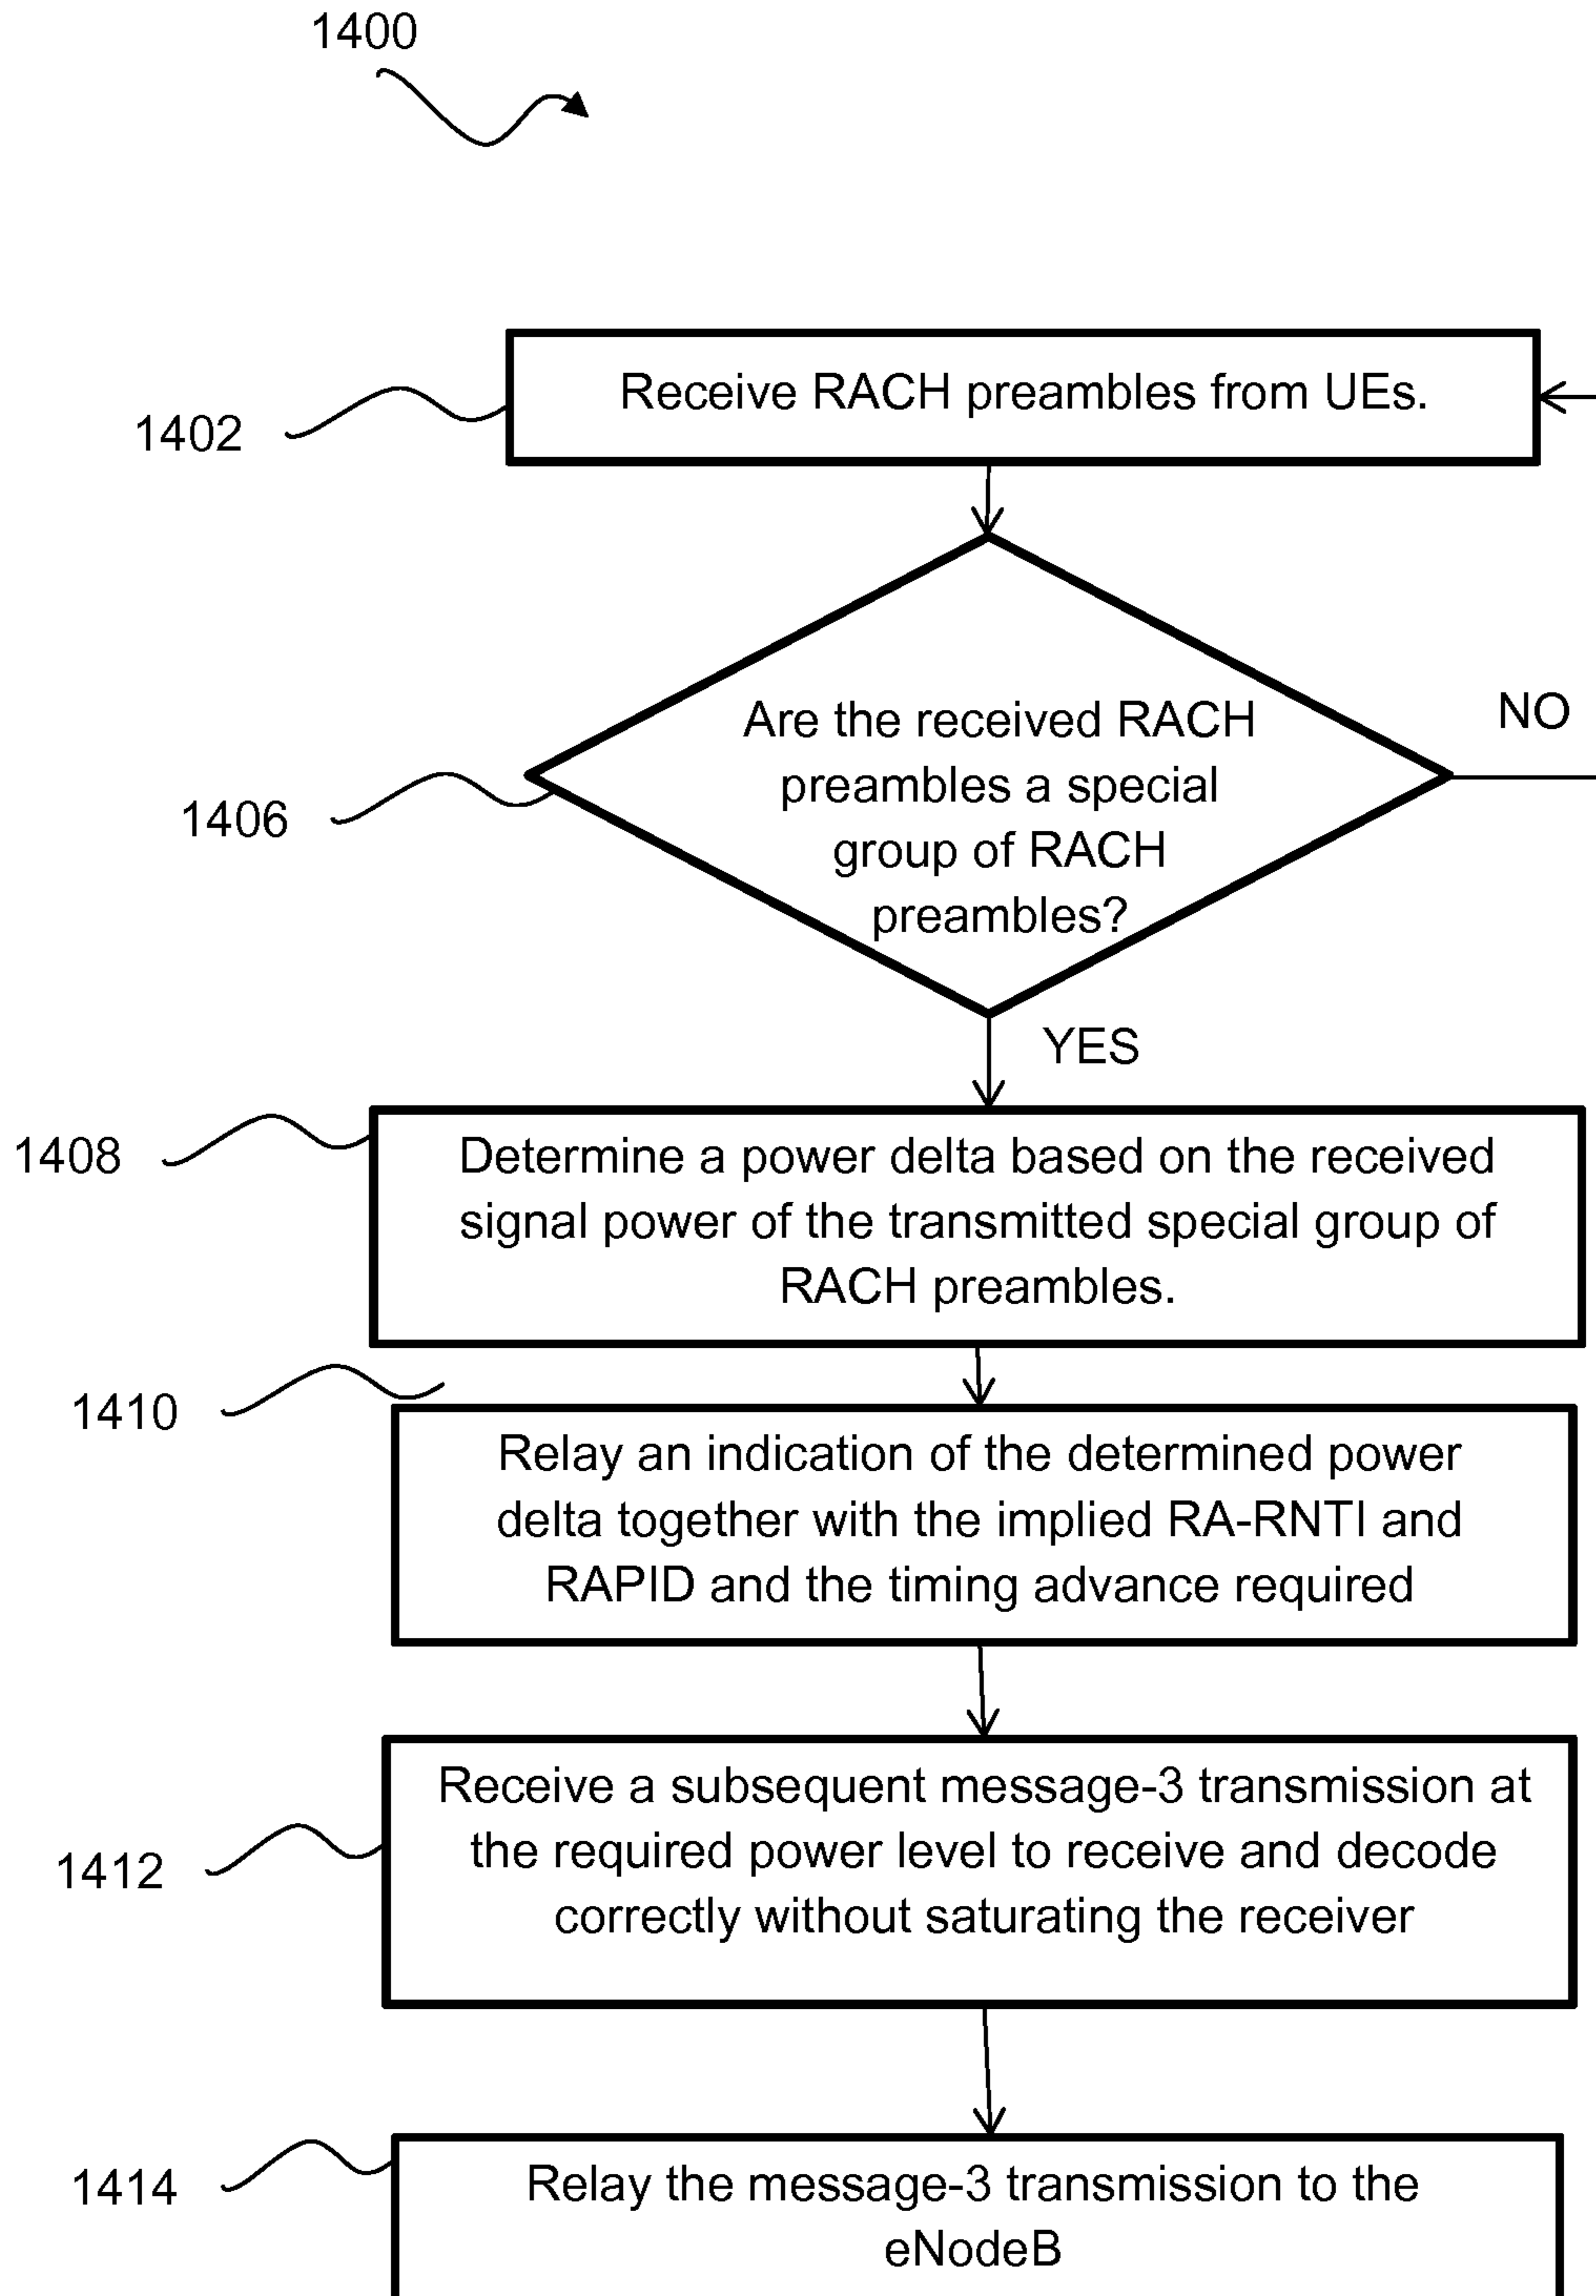 1400
1402
Receive RACH preambles from UEs.
1406
Are the received RACH
preambles a special
group of RACH
preambles?
NO
YES
1408
Determine a power delta based on the received
signal power of the transmitted special group of
RACH preambles.
1410
Relay an indication of the determined power
delta together with the implied RA-RNTI and
RAPID and the timing advance required
1412
Receive a subsequent message-3 transmission at
the required power level to receive and decode
correctly without saturating the receiver
1414
Relay the message-3 transmission to the
eNodeB